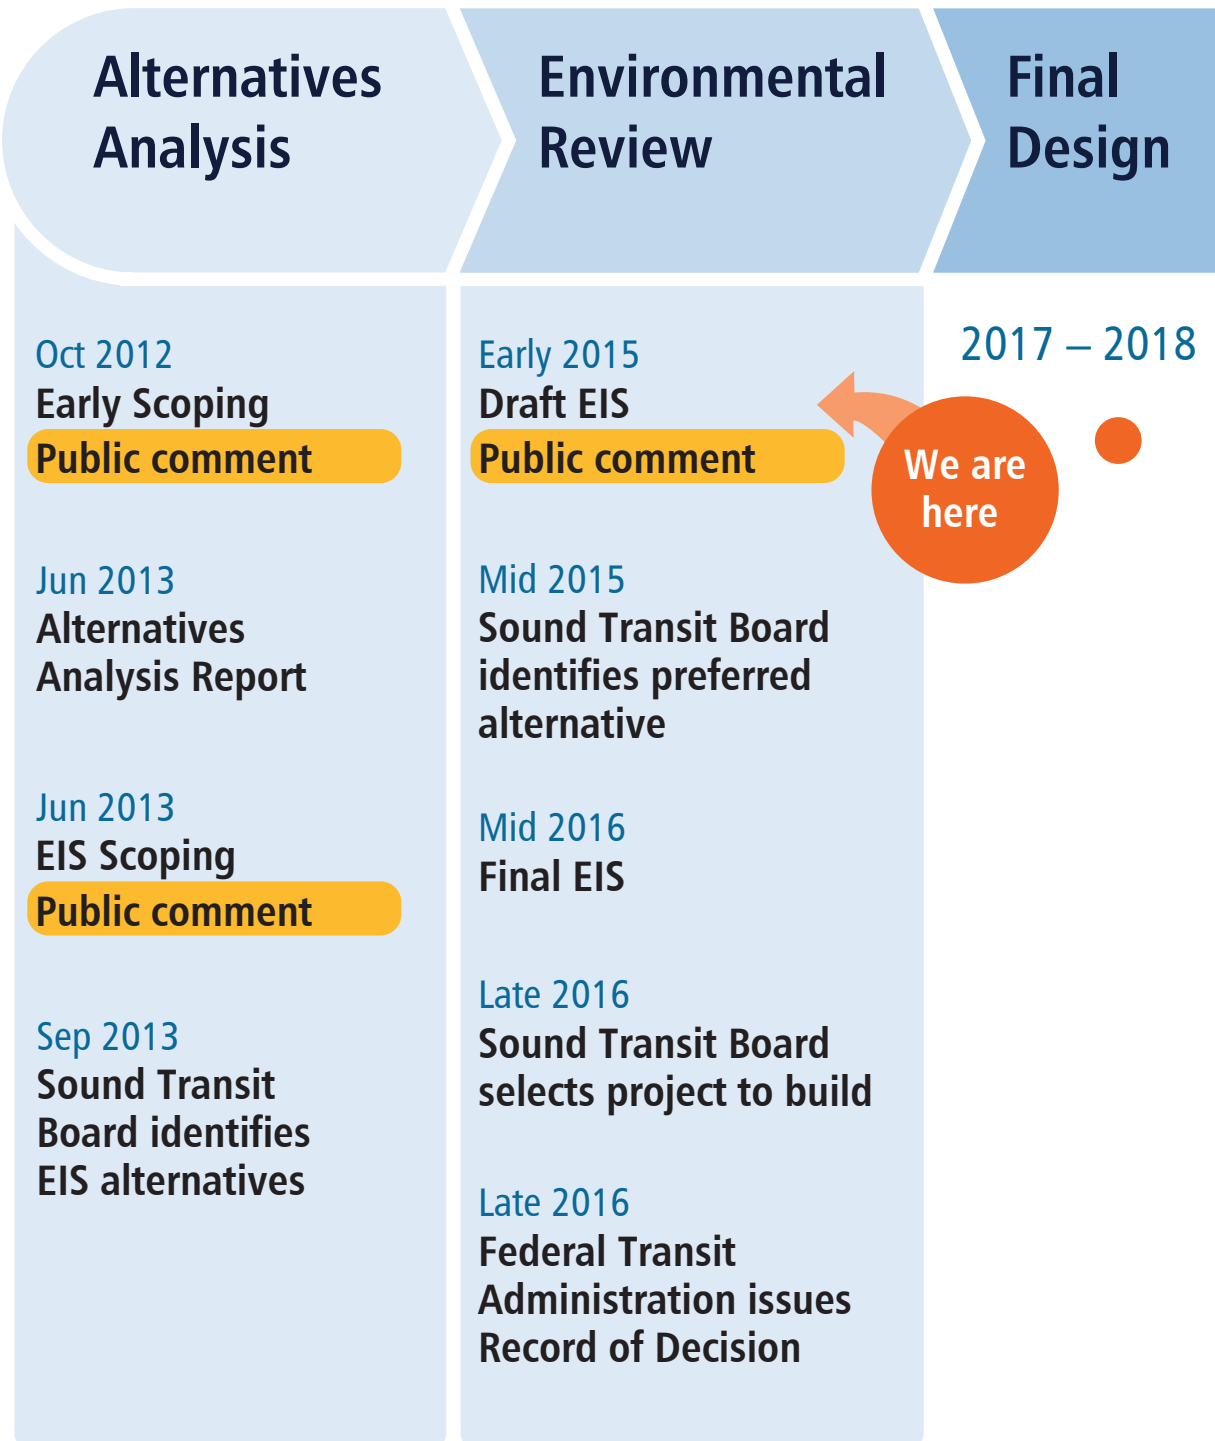 Alternatives
Analysis
Environmental
Review
Final
Design
Oct 2012
Early Scoping
Public comment
Jun 2013
Alternatives
Analysis Report
Jun 2013
EIS Scoping
Public comment
Sep 2013
Sound Transit
Board identifies
EIS alternatives
Early 2015
Draft EIS
Public comment
We are
here
Mid 2015
Sound Transit Board
identifies preferred
alternative
Mid 2016
Final EIS
Late 2016
Sound Transit Board
selects project to build
Late 2016
Federal Transit
Administration issues
Record of Decision
2017 – 2018